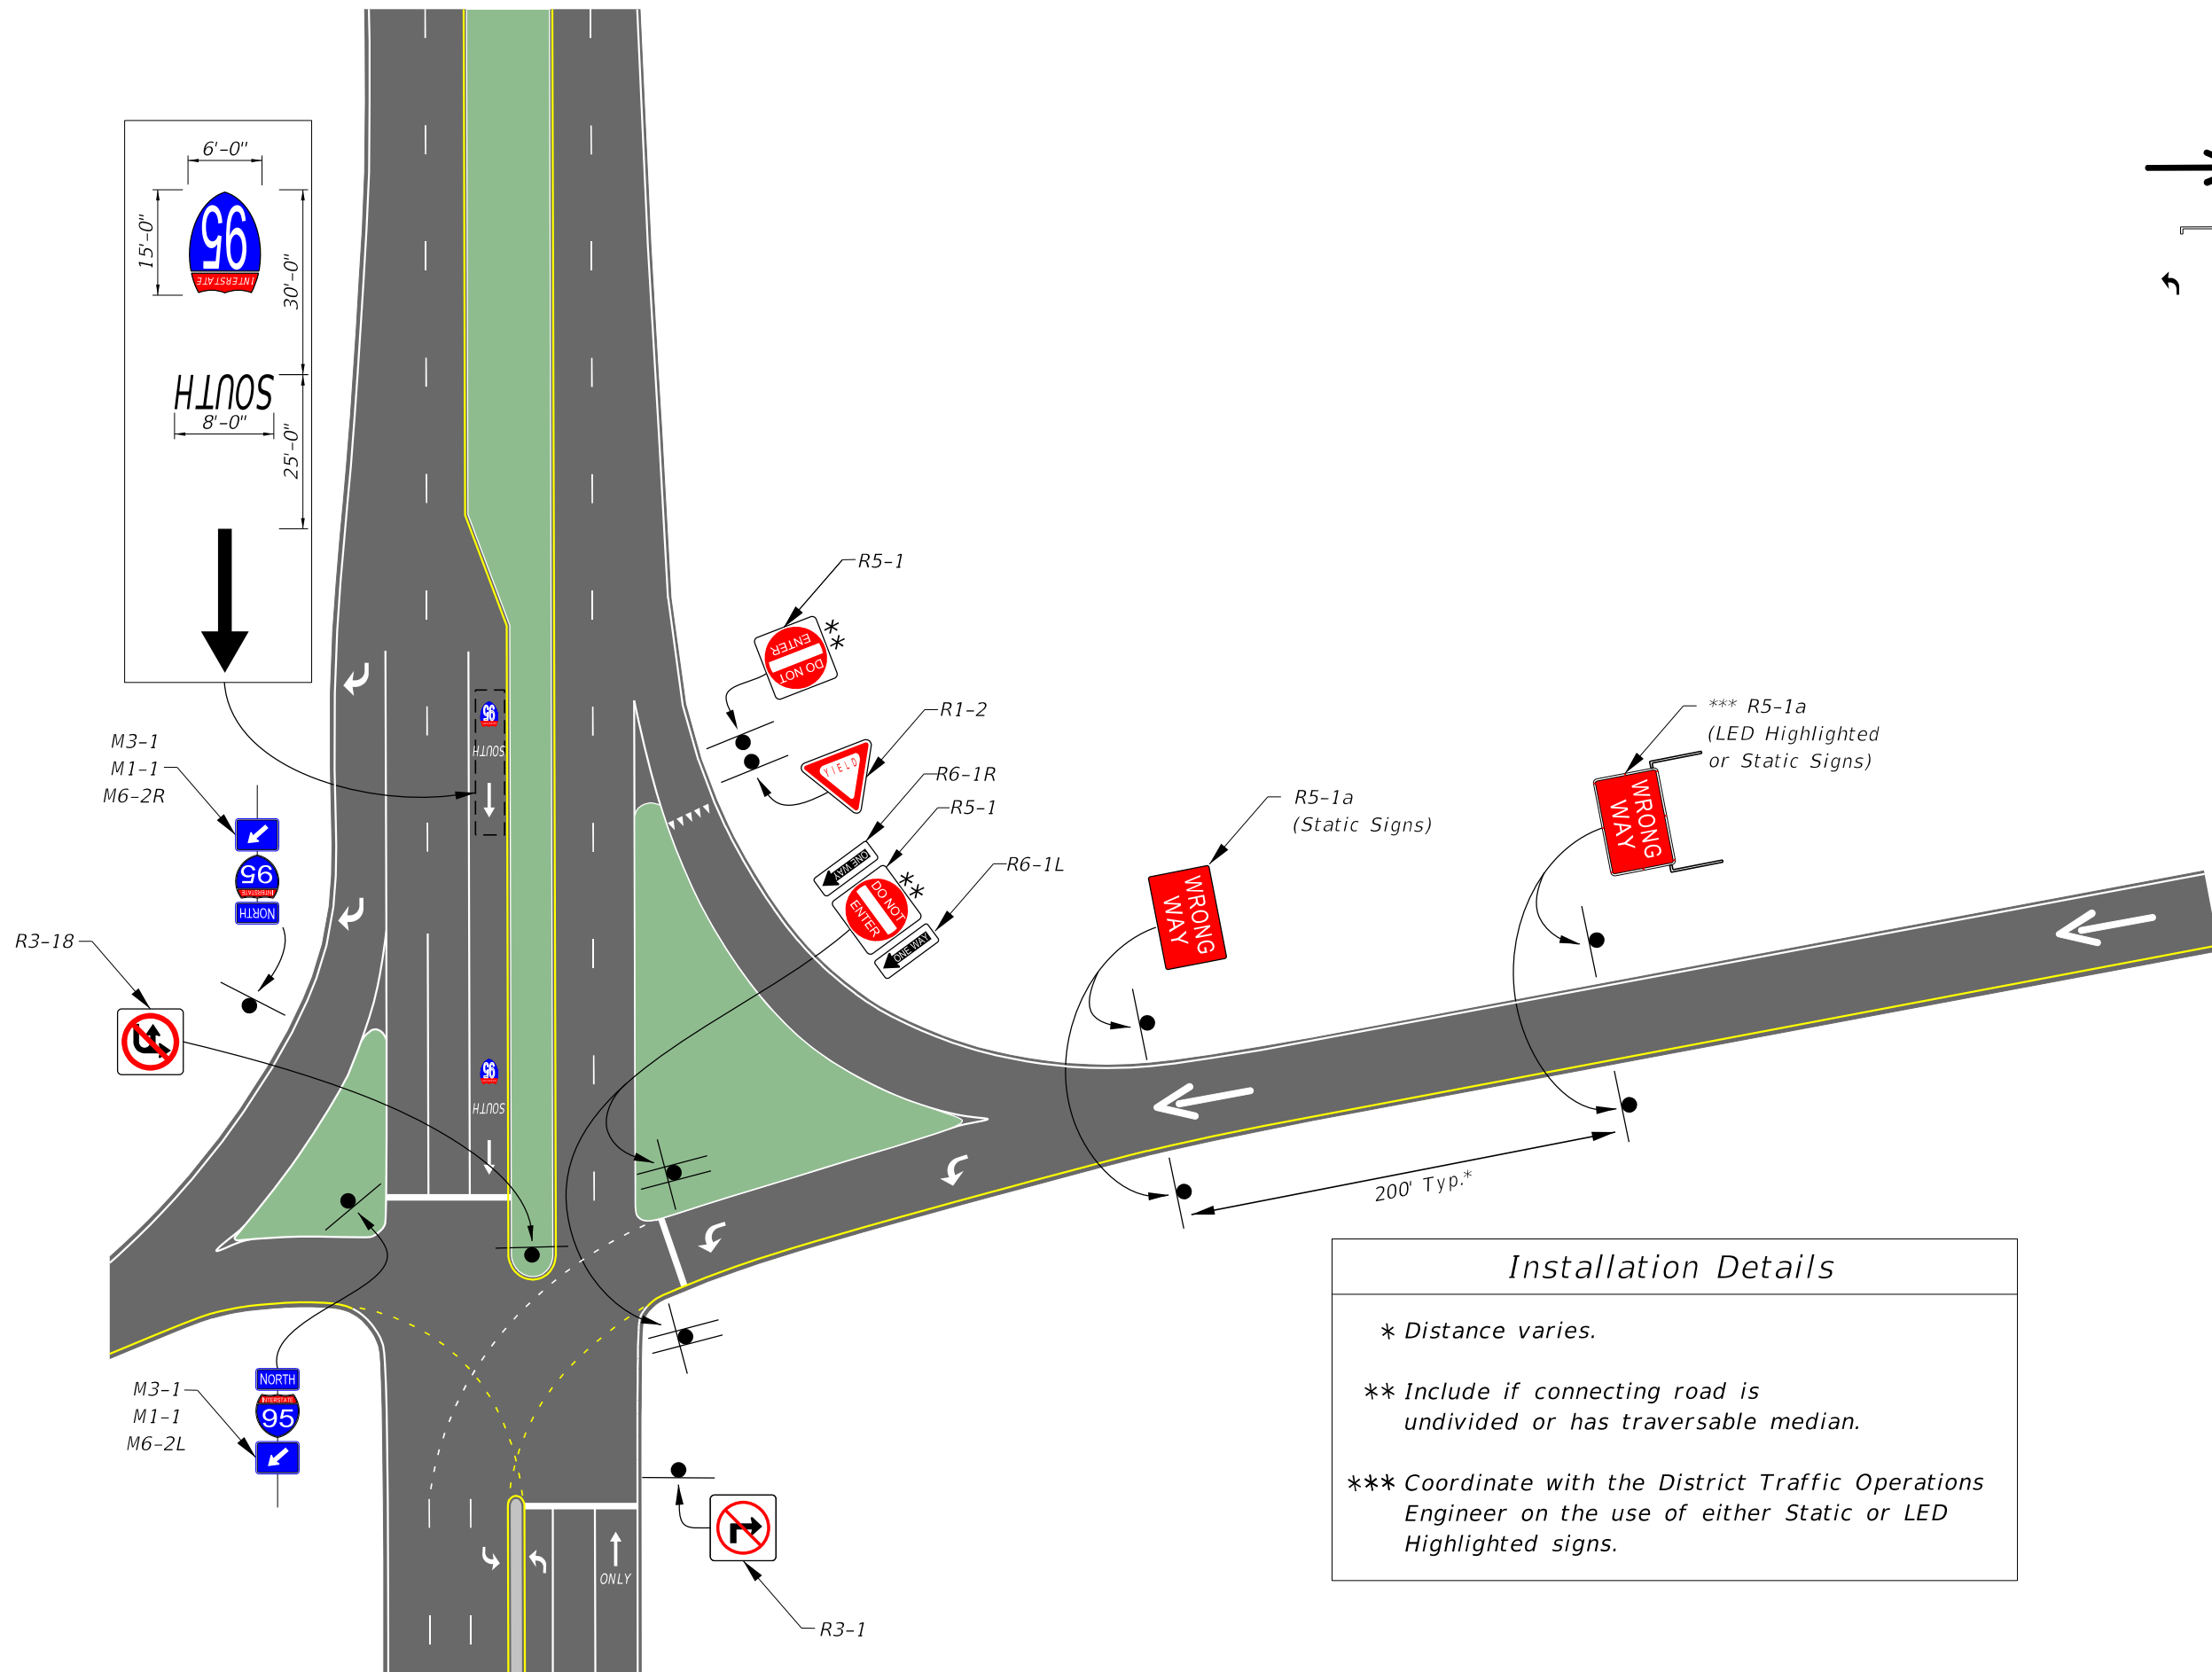 6'-0"
15'-0"
95
INTERSTATE
30'-0"
SOUTH
8'-0"
25'-0"
R5-1
DO NOT
ENTER
**
R1-2
YIELD
R6-1R
ONE WAY
R5-1
DO NOT
ENTER
**
R6-1L
ONE WAY
R5-1a
(Static Signs)
WRONG
WAY
*** R5-1a
(LED Highlighted
or Static Signs)
WRONG
WAY
M3-1
M1-1
M6-2R
95
INTERSTATE
NORTH
95
SOUTH
R3-18
95
SOUTH
200' Typ.*
M3-1
M1-1
M6-2L
NORTH
INTERSTATE
95
ONLY
R3-1
Installation Details
* Distance varies.
** Include if connecting road is
undivided or has traversable median.
*** Coordinate with the District Traffic Operations
Engineer on the use of either Static or LED
Highlighted signs.